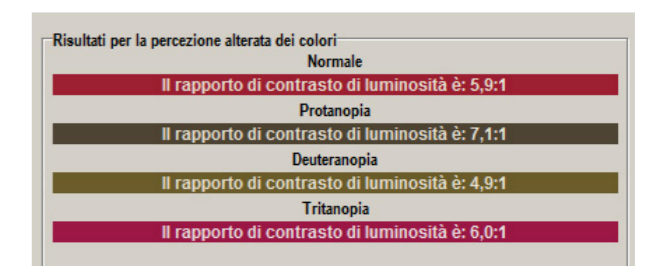 Risultati per la percezione alterata dei colori
Normale
Il rapporto di contrasto di luminosità è: 5,9:1
Protanopia
Il rapporto di contrasto di luminosità è: 7,1:1
Deuteranopia
Il rapporto di contrasto di luminosità è: 4,9:1
Tritanopia
Il rapporto di contrasto di luminosità è: 6,0:1